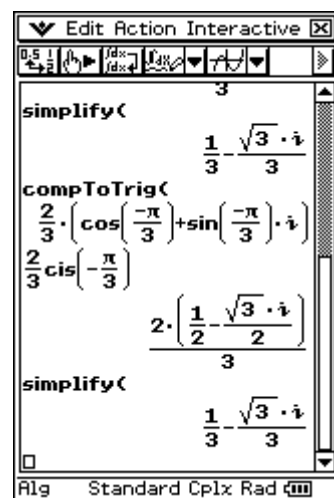 Edit Action Interactive
3
simplify(
1/3-√3·i/3
compToTrig(
2/3·(cos(-π/3)+sin(-π/3)·i)
2/3cis(-π/3)
2·(1/2-√3·i/2)/3
simplify(
1/3-√3·i/3
Alg Standard Cplx Rad